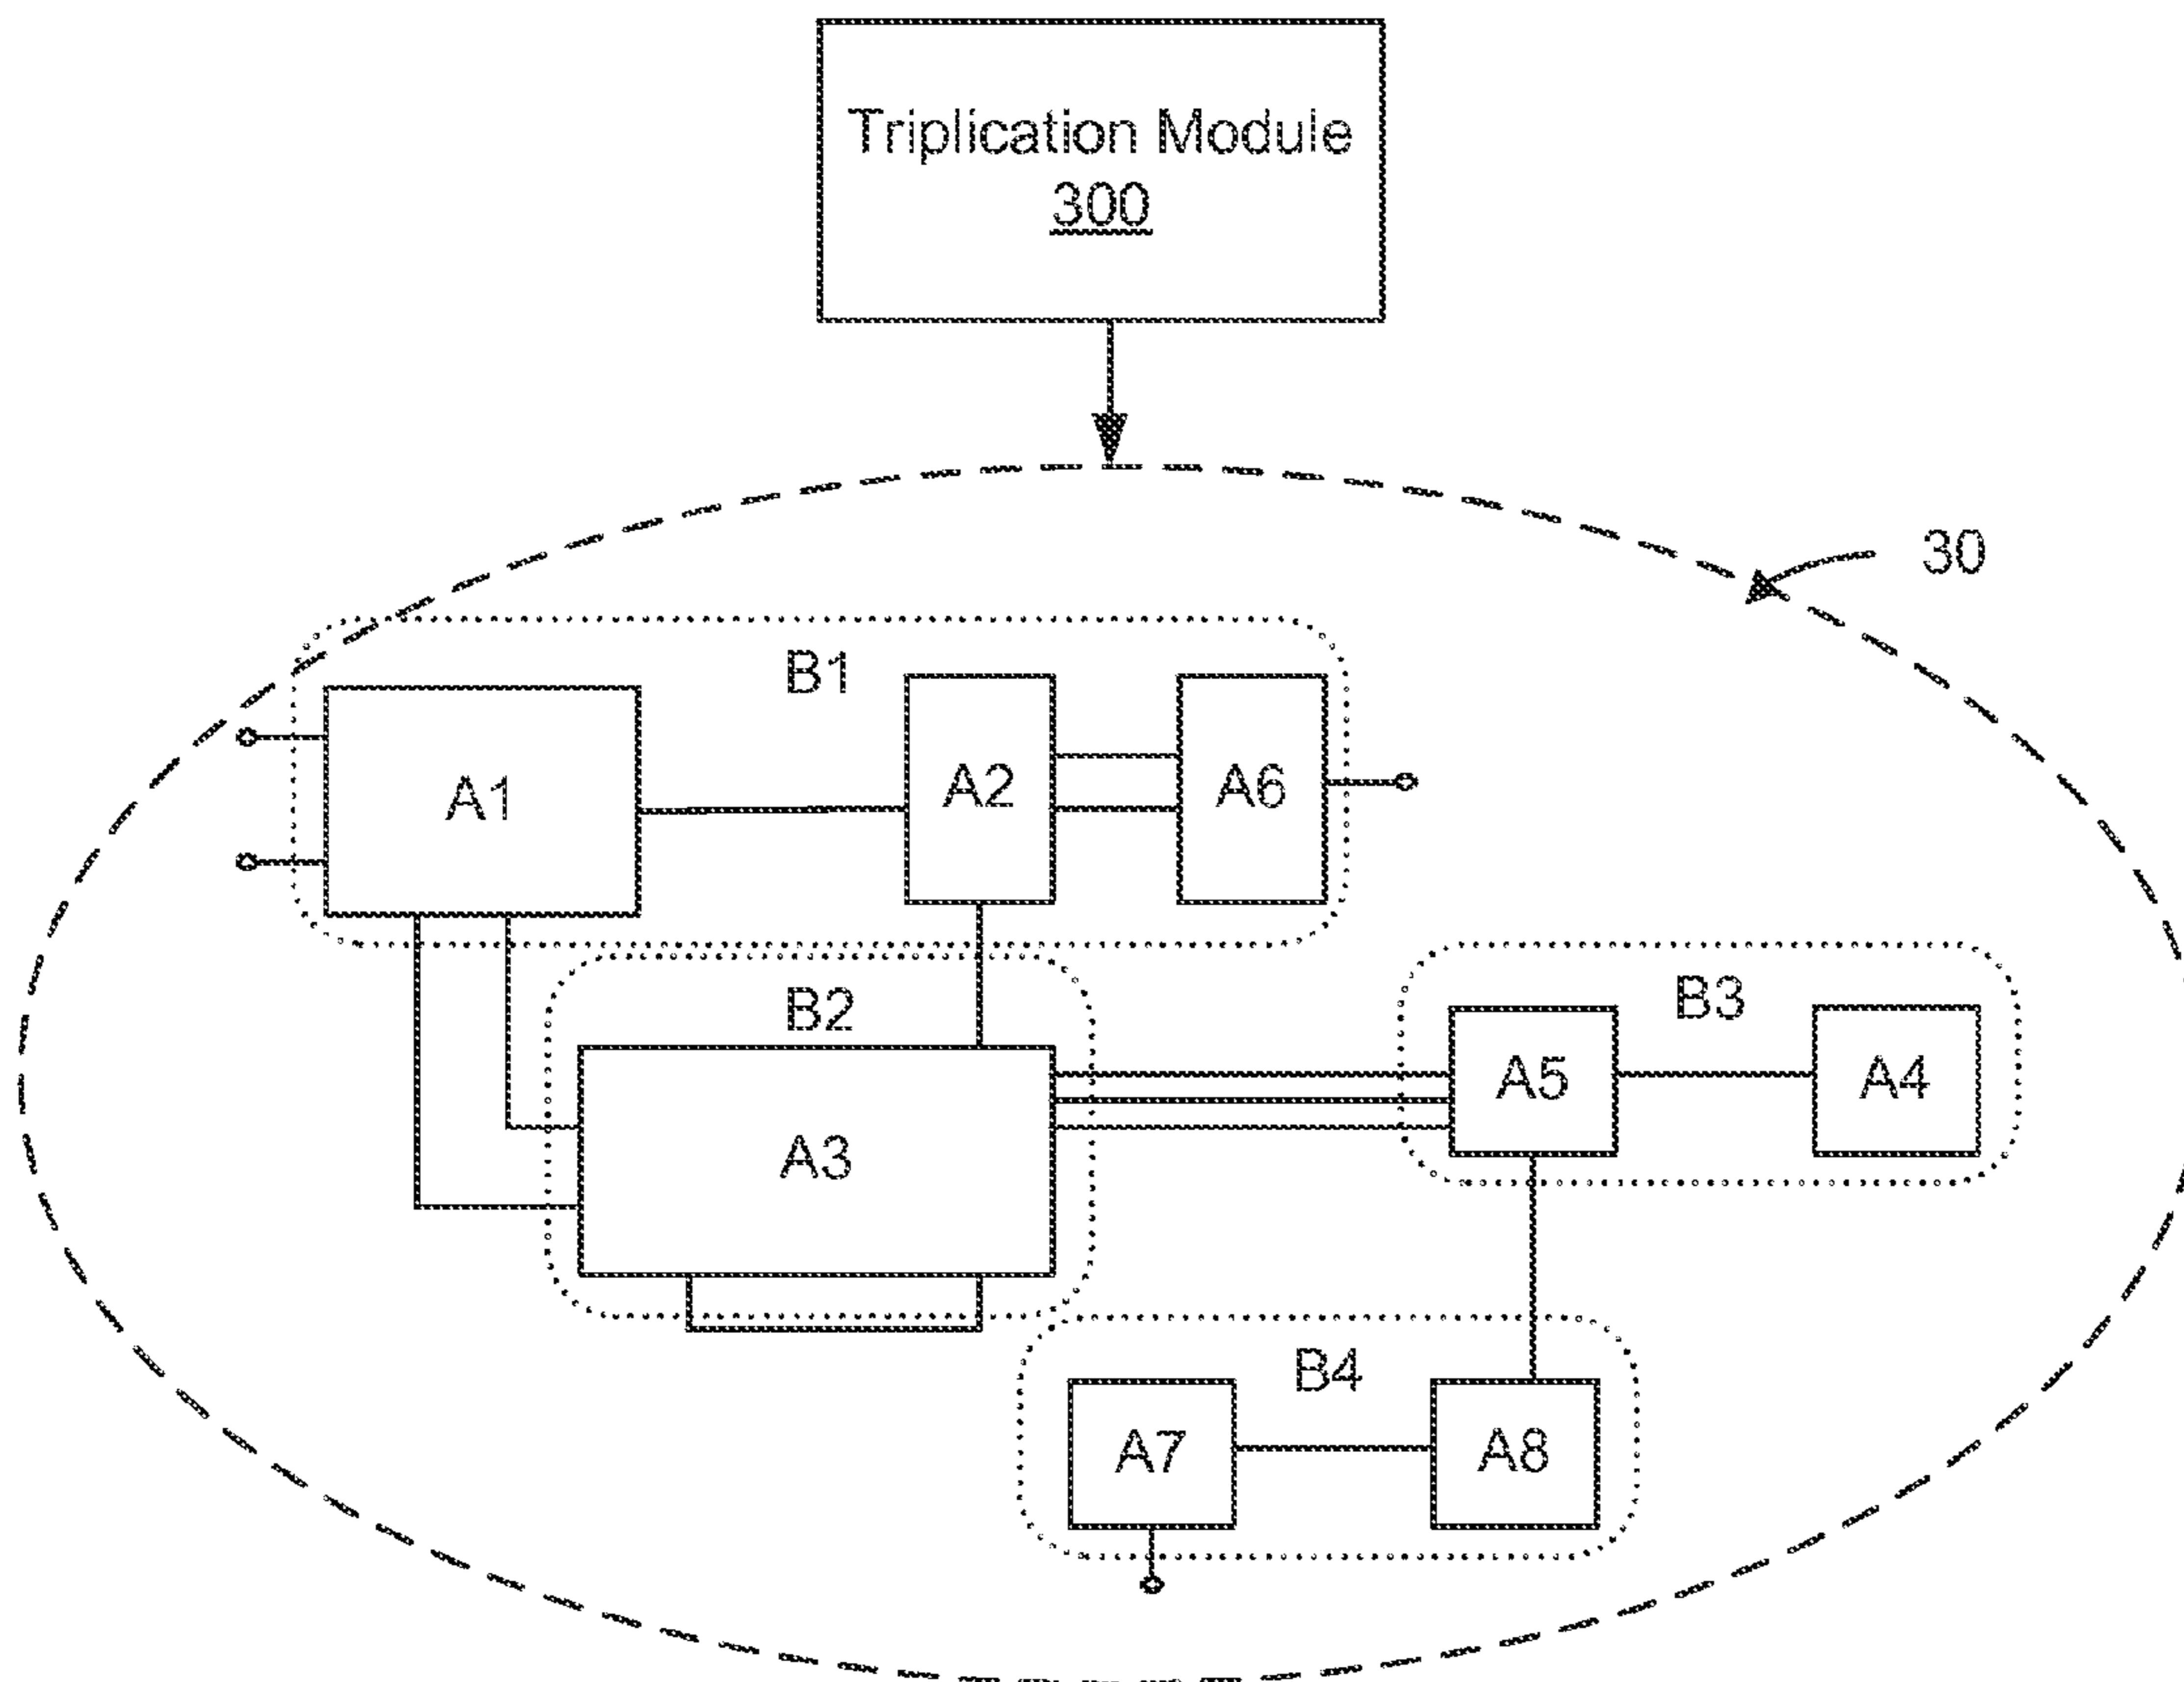 Triplication Module
300
30
B1
A1
A2
A6
B2
B3
A5
A4
A3
B4
A7
A8